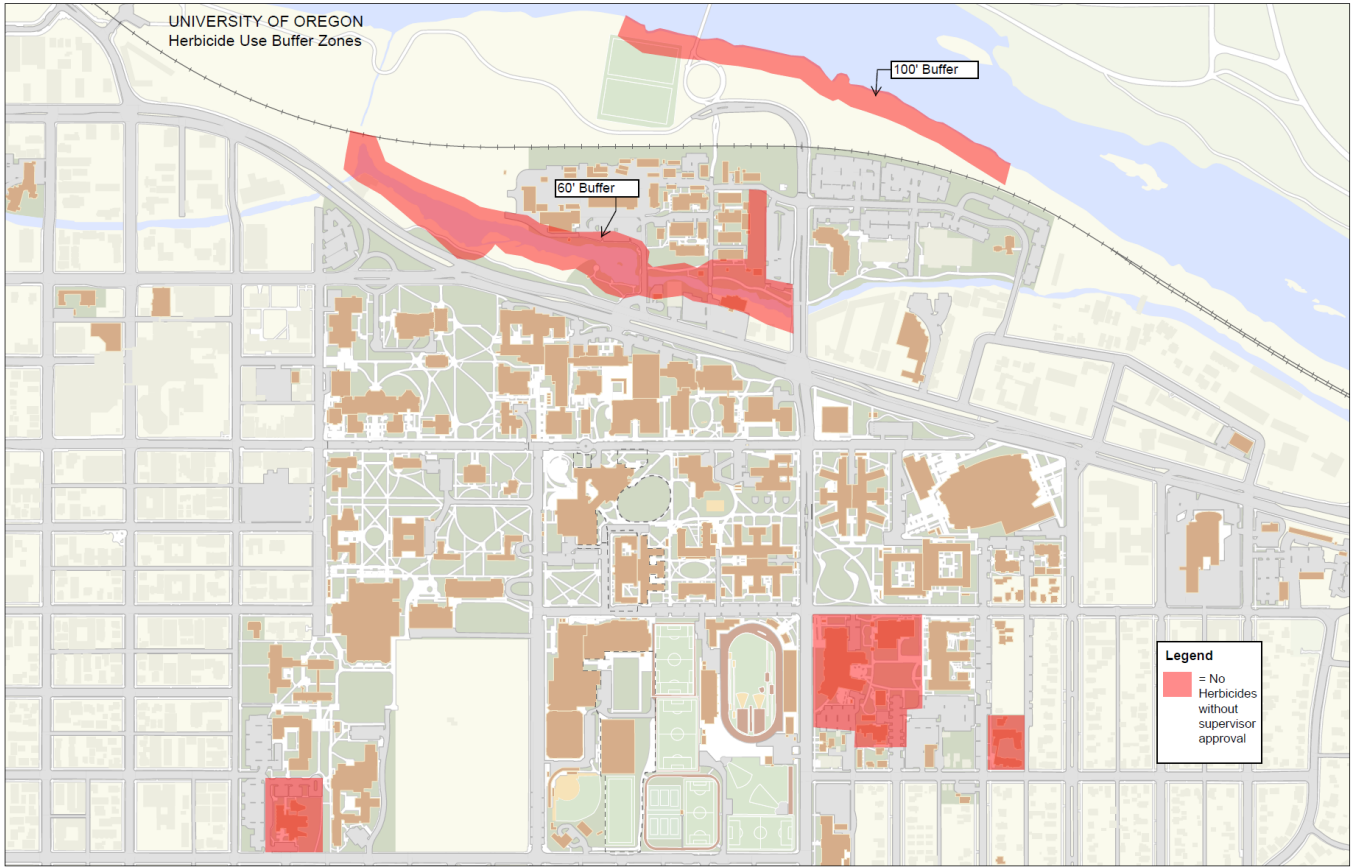 UNIVERSITY OF OREGON
Herbicide Use Buffer Zones
100' Buffer
60' Buffer
Legend
= No
Herbicides
without
supervisor
approval